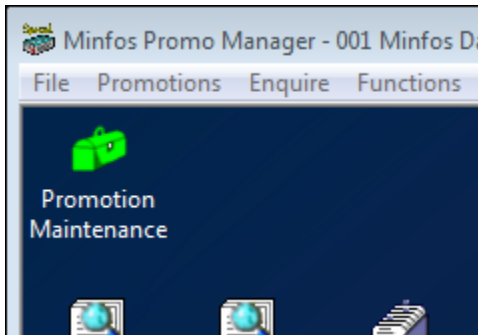 Minfos Promo Manager - 001 Minfos Da
File Promotions Enquire Functions
Promotion
Maintenance